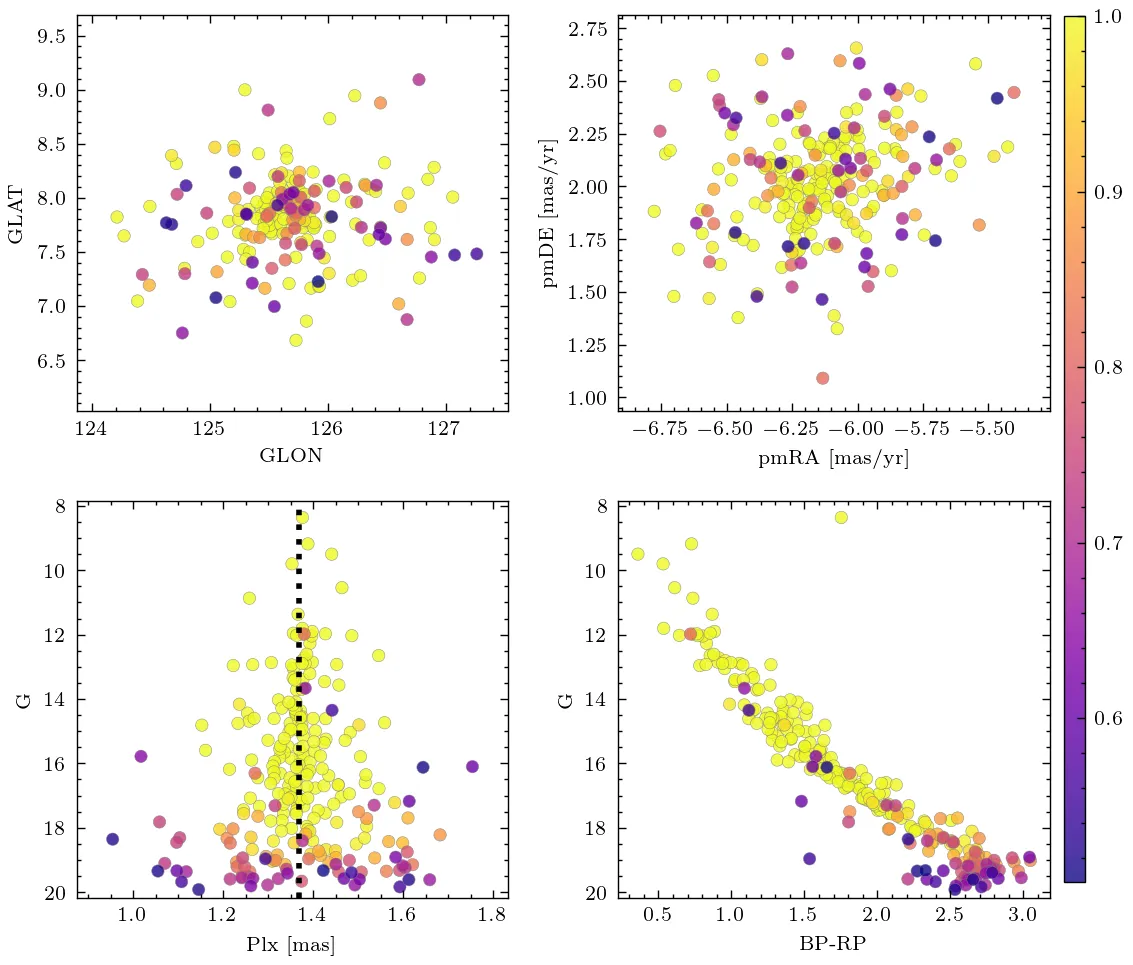 9.5
9.0
8.5
8.0
7.5
7.0
6.5
GLAT
124 125 126 127
GLON
2.75
2.50
2.25
2.00
1.75
1.50
1.25
1.00
pmDE [mas/yr]
−6.75 −6.50 −6.25 −6.00 −5.75 −5.50
pmRA [mas/yr]
1.0
0.9
0.8
0.7
0.6
8
10
12
14
16
18
20
G
1.0 1.2 1.4 1.6 1.8
Plx [mas]
8
10
12
14
16
18
20
G
0.5 1.0 1.5 2.0 2.5 3.0
BP-RP